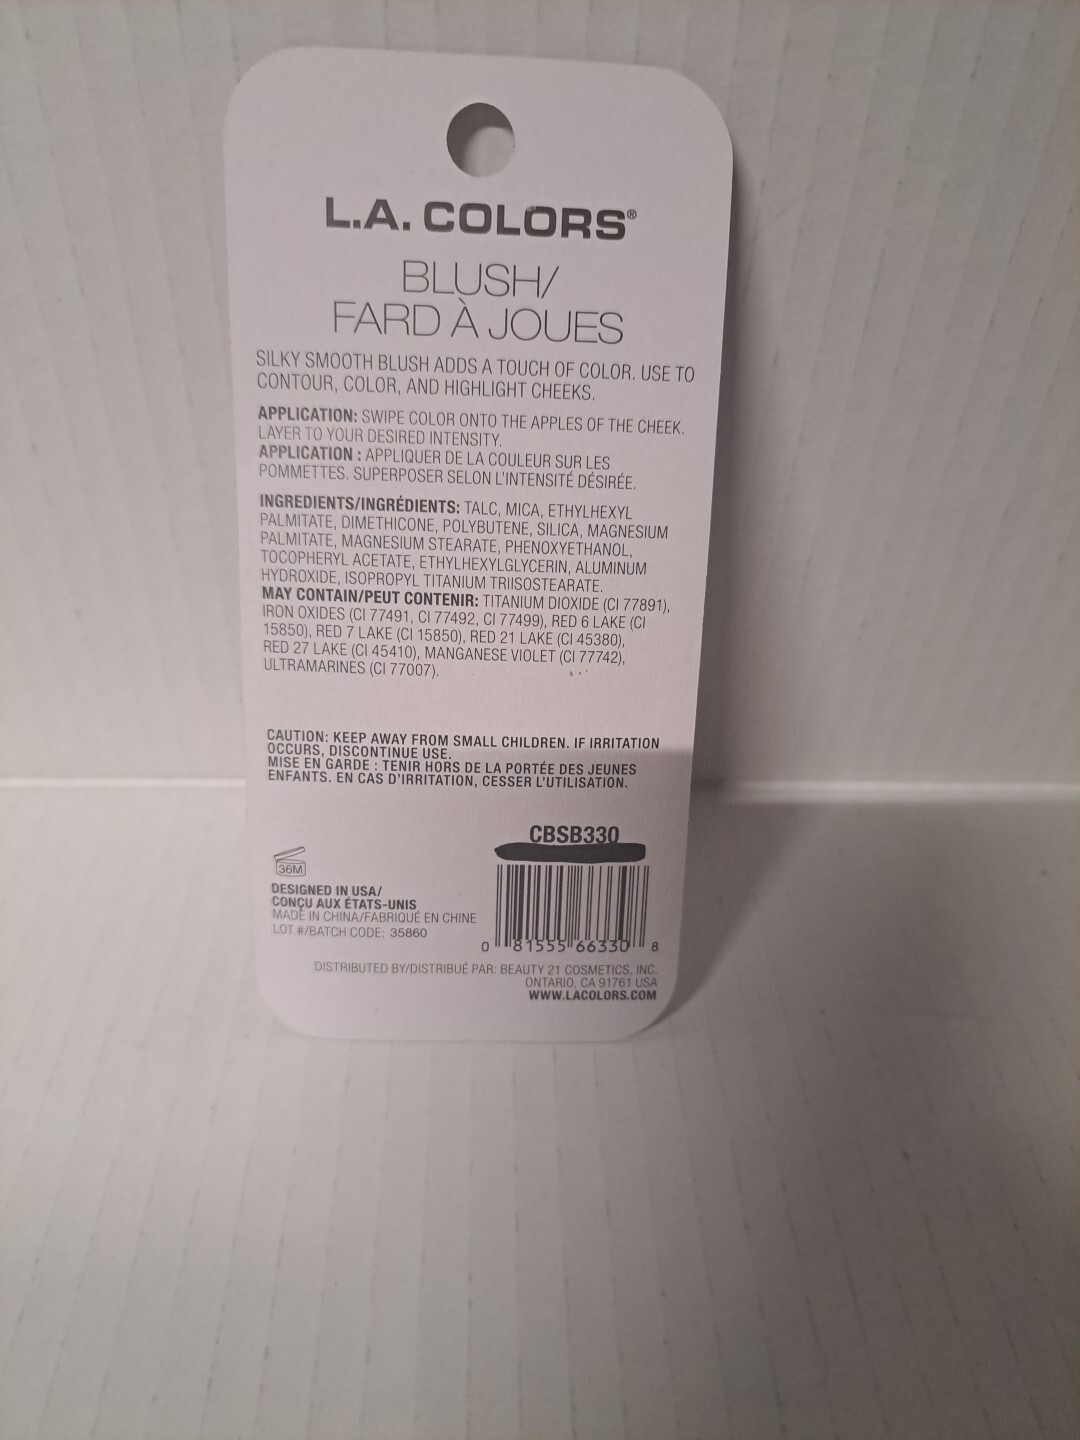 L.A. COLORS®
BLUSH/
FARD À JOUES
SILKY SMOOTH BLUSH ADDS A TOUCH OF COLOR. USE TO
CONTOUR, COLOR, AND HIGHLIGHT CHEEKS.
APPLICATION: SWIPE COLOR ONTO THE APPLES OF THE CHEEK.
LAYER TO YOUR DESIRED INTENSITY.
APPLICATION : APPLIQUER DE LA COULEUR SUR LES
POMMETTES. SUPERPOSER SELON L'INTENSITÉ DÉSIRÉE.
INGREDIENTS/INGRÉDIENTS: TALC, MICA, ETHYLHEXYL
PALMITATE, DIMETHICONE, POLYBUTENE, SILICA, MAGNESIUM
PALMITATE, MAGNESIUM STEARATE, PHENOXYETHANOL,
TOCOPHERYL ACETATE, ETHYLHEXYLGLYCERIN, ALUMINUM
HYDROXIDE, ISOPROPYL TITANIUM TRIISOSTEARATE.
MAY CONTAIN/PEUT CONTENIR: TITANIUM DIOXIDE (CI 77891),
IRON OXIDES (CI 77491, CI 77492, CI 77499), RED 6 LAKE (CI
15850), RED 7 LAKE (CI 15850), RED 21 LAKE (CI 45380),
RED 27 LAKE (CI 45410), MANGANESE VIOLET (CI 77742),
ULTRAMARINES (CI 77007).
CAUTION: KEEP AWAY FROM SMALL CHILDREN. IF IRRITATION
OCCURS, DISCONTINUE USE.
MISE EN GARDE : TENIR HORS DE LA PORTÉE DES JEUNES
ENFANTS. EN CAS D'IRRITATION, CESSER L'UTILISATION.
CBSB330
36M
DESIGNED IN USA/
CONÇU AUX ÉTATS-UNIS
MADE IN CHINA/FABRIQUÉ EN CHINE
LOT #/BATCH CODE: 35860
0 81555 66330 8
DISTRIBUTED BY/DISTRIBUÉ PAR: BEAUTY 21 COSMETICS, INC.
ONTARIO, CA 91761 USA
WWW.LACOLORS.COM